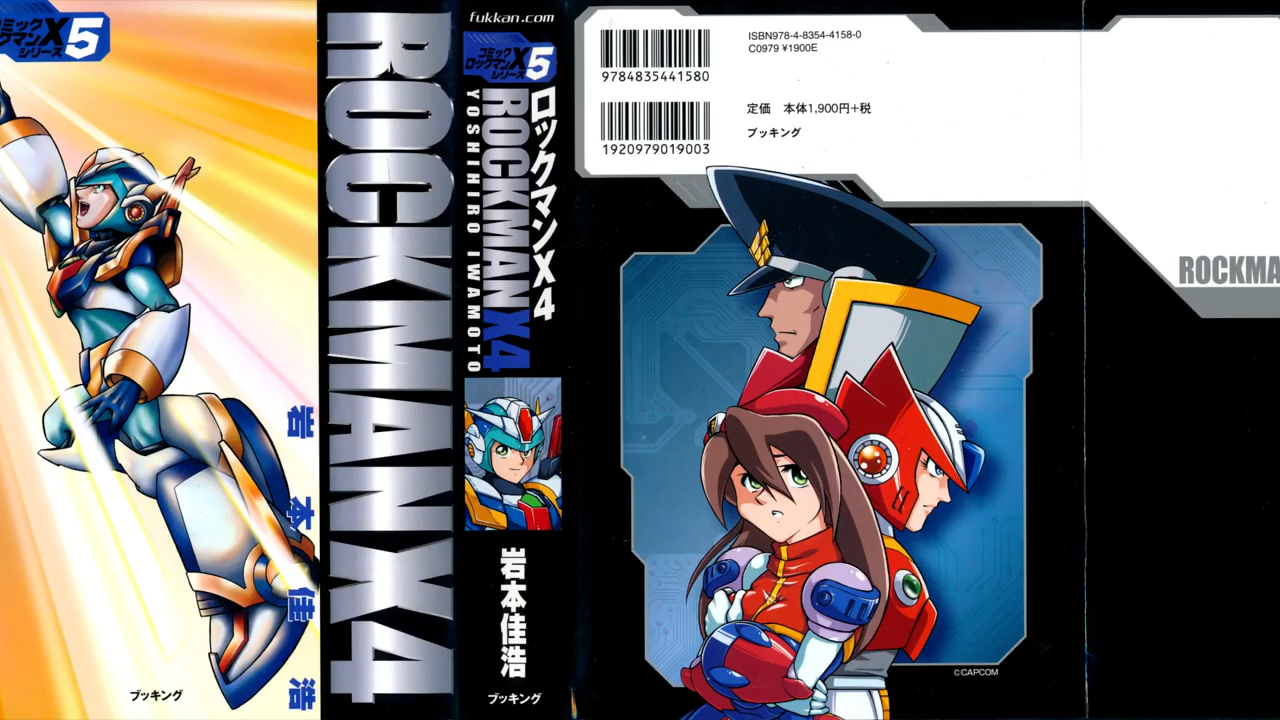 コミック
ロックマンX
シリーズ
5
岩本佳浩
ブッキング
ROCKMAN X4
fukkan.com
コミック
ロックマンX
シリーズ
5
ロックマンX4
ROCKMAN X4
YOSHIHIRO IWAMOTO
岩本佳浩
ブッキング
9784835441580
1920979019003
ISBN978-4-8354-4158-0
C0979 ¥1900E
定価 本体1,900円+税
ブッキング
©CAPCOM
ROCKMA